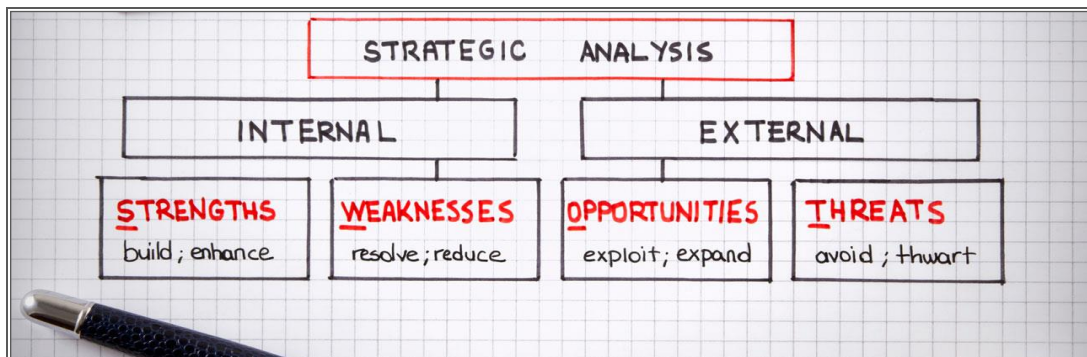 STRATEGIC ANALYSIS
INTERNAL
EXTERNAL
STRENGTHS
build; enhance
WEAKNESSES
resolve; reduce
OPPORTUNITIES
exploit; expand
THREATS
avoid; thwart